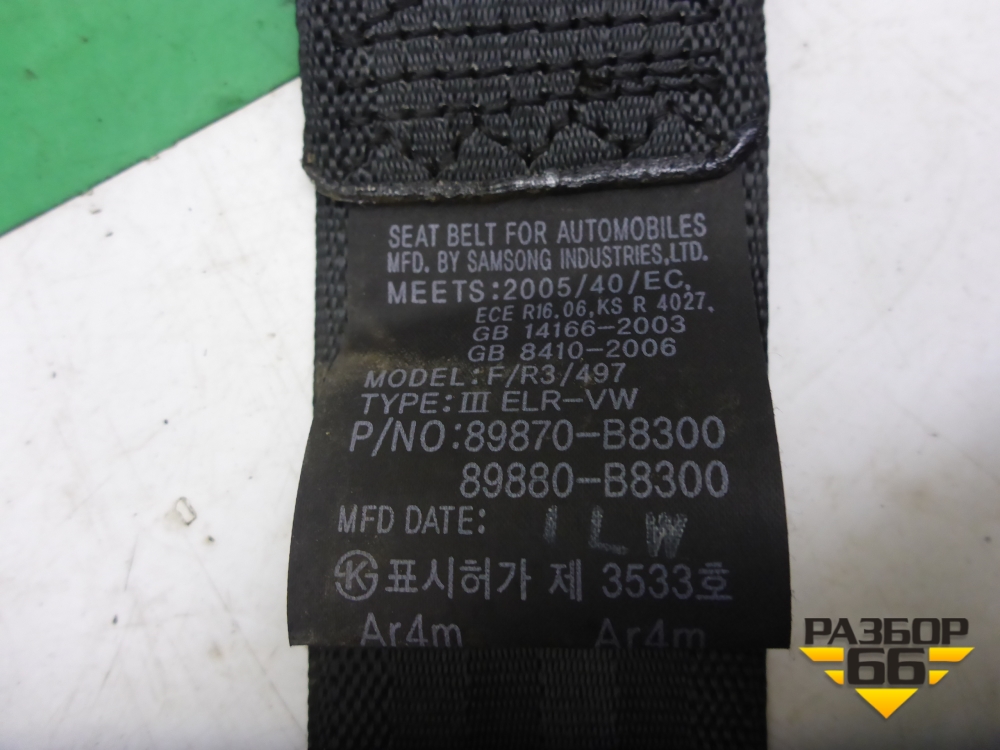 SEAT BELT FOR AUTOMOBILES
MFD. BY SAMSONG INDUSTRIES,LTD.
MEETS:2005/40/EC,
ECE R16.06,KS R 4027,
GB 14166-2003
GB 8410-2006
MODEL:F/R3/497
TYPE:III ELR-VW
P/NO:89870-B8300
89880-B8300
MFD DATE: 1 L W
K 표시허가 제 3533호
Ar4m Ar4m
РАЗБОР
66